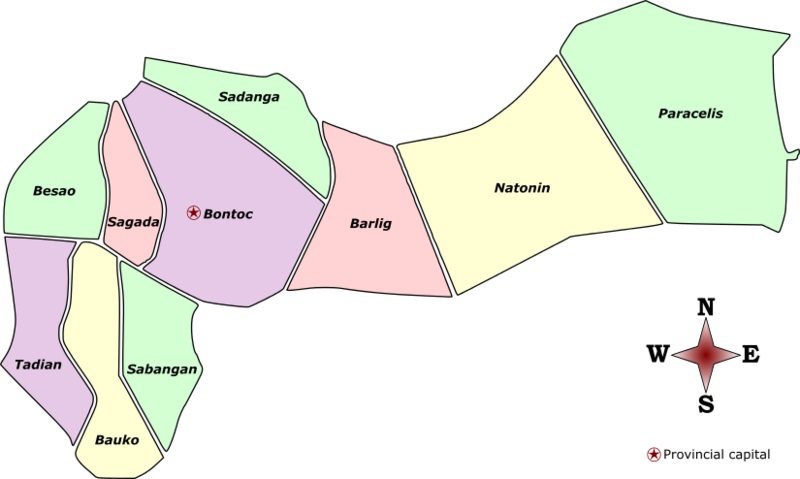 Sadanga
Paracelis
Besao
Natonin
Sagada
Bontoc
Barlig
N
W
E
S
Tadian
Sabangan
Bauko
Provincial capital